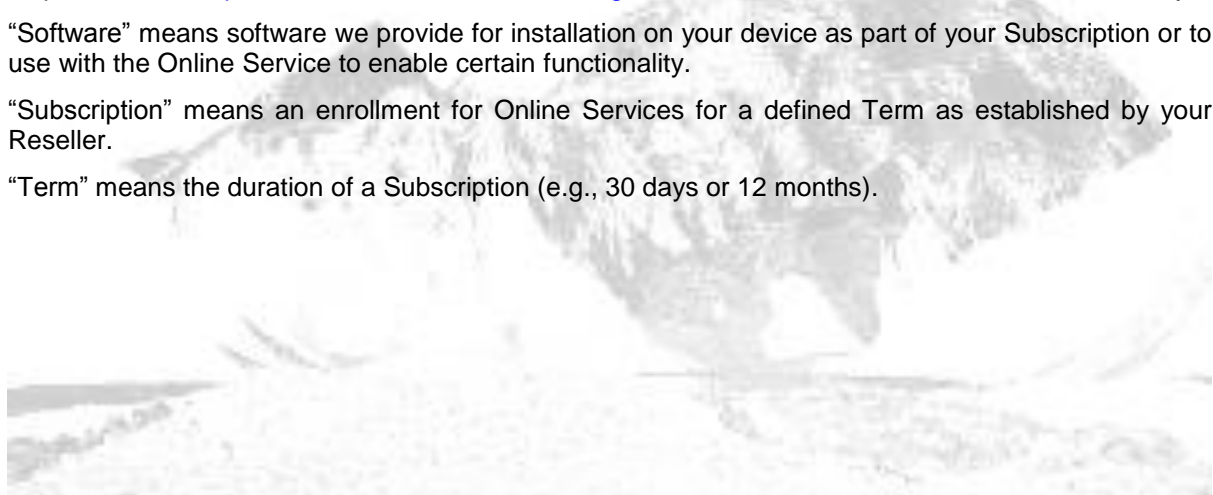 “Software” means software we provide for installation on your device as part of your Subscription or to
use with the Online Service to enable certain functionality.
“Subscription” means an enrollment for Online Services for a defined Term as established by your
Reseller.
“Term” means the duration of a Subscription (e.g., 30 days or 12 months).